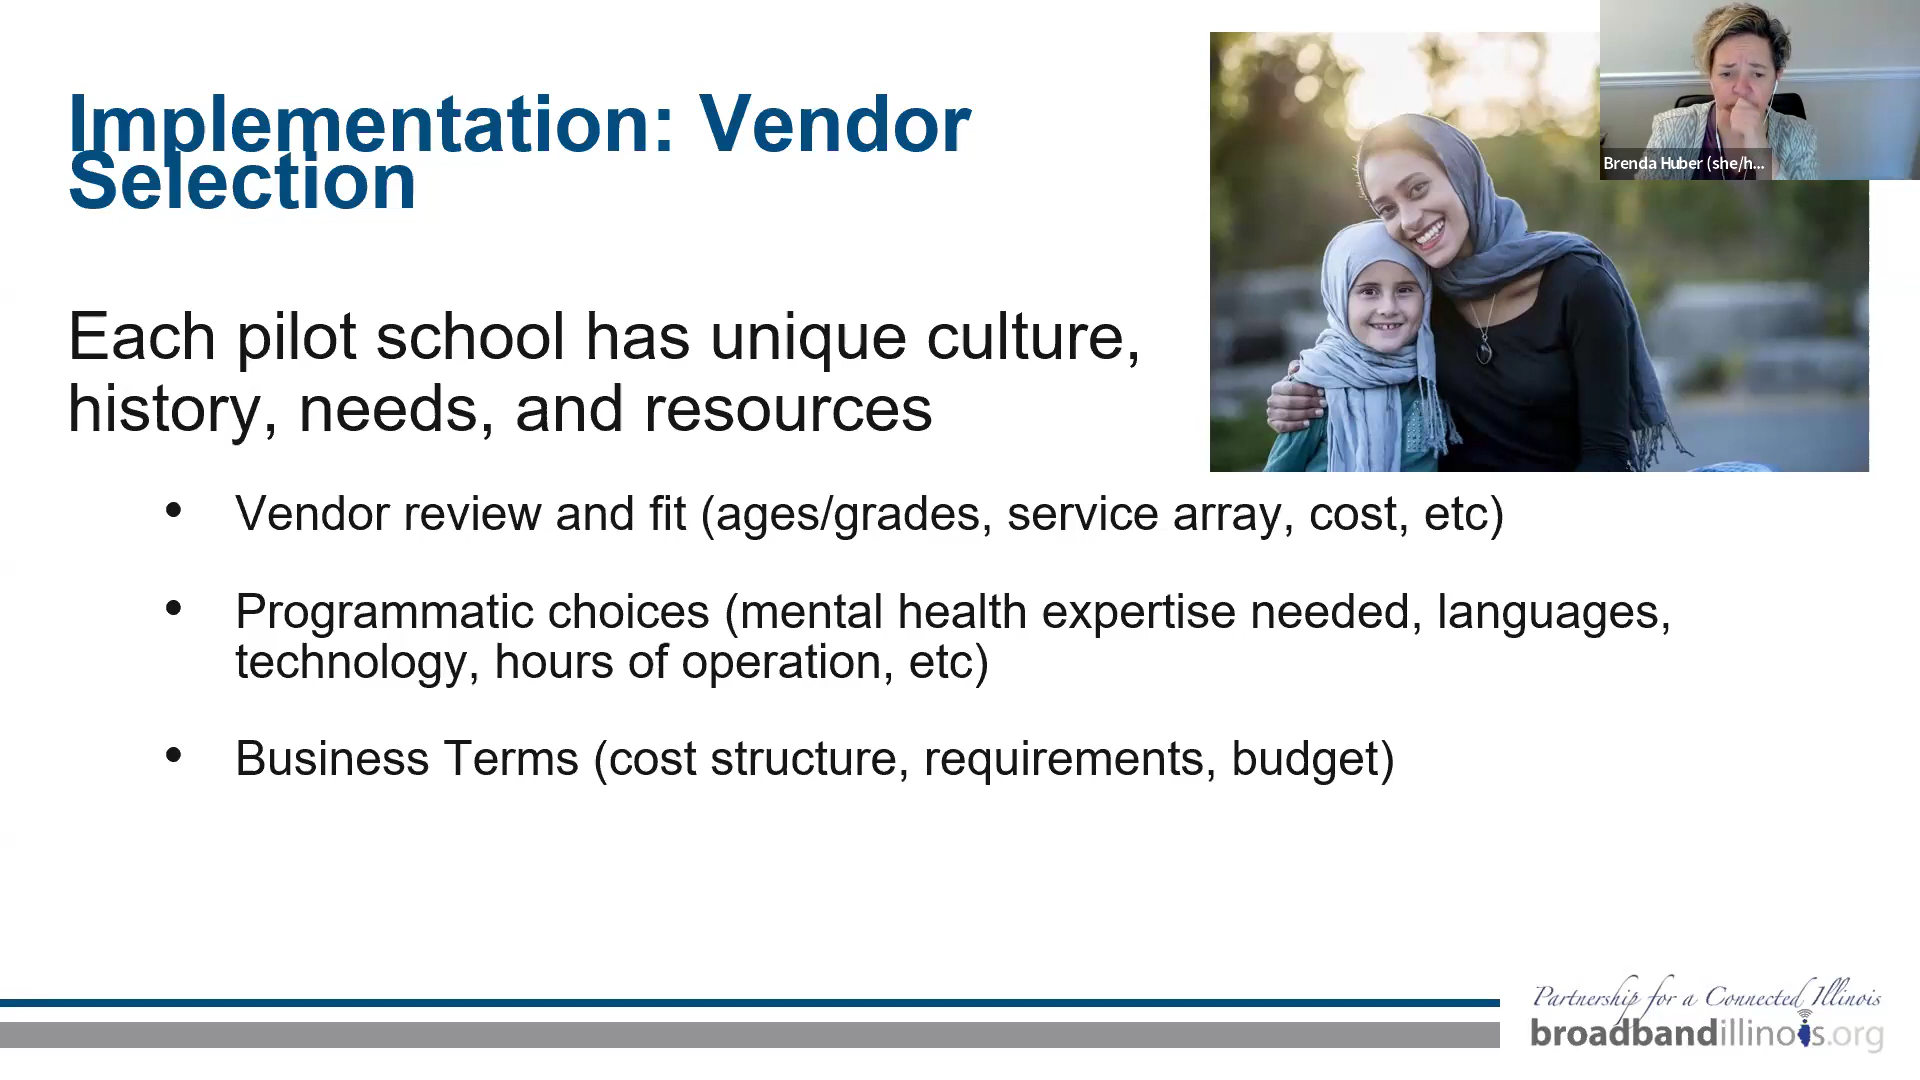 Implementation: Vendor
Selection
Brenda Huber (she/h...
Each pilot school has unique culture,
history, needs, and resources
• Vendor review and fit (ages/grades, service array, cost, etc)
• Programmatic choices (mental health expertise needed, languages,
technology, hours of operation, etc)
• Business Terms (cost structure, requirements, budget)
Partnership for a Connected Illinois
broadbandillinois.org